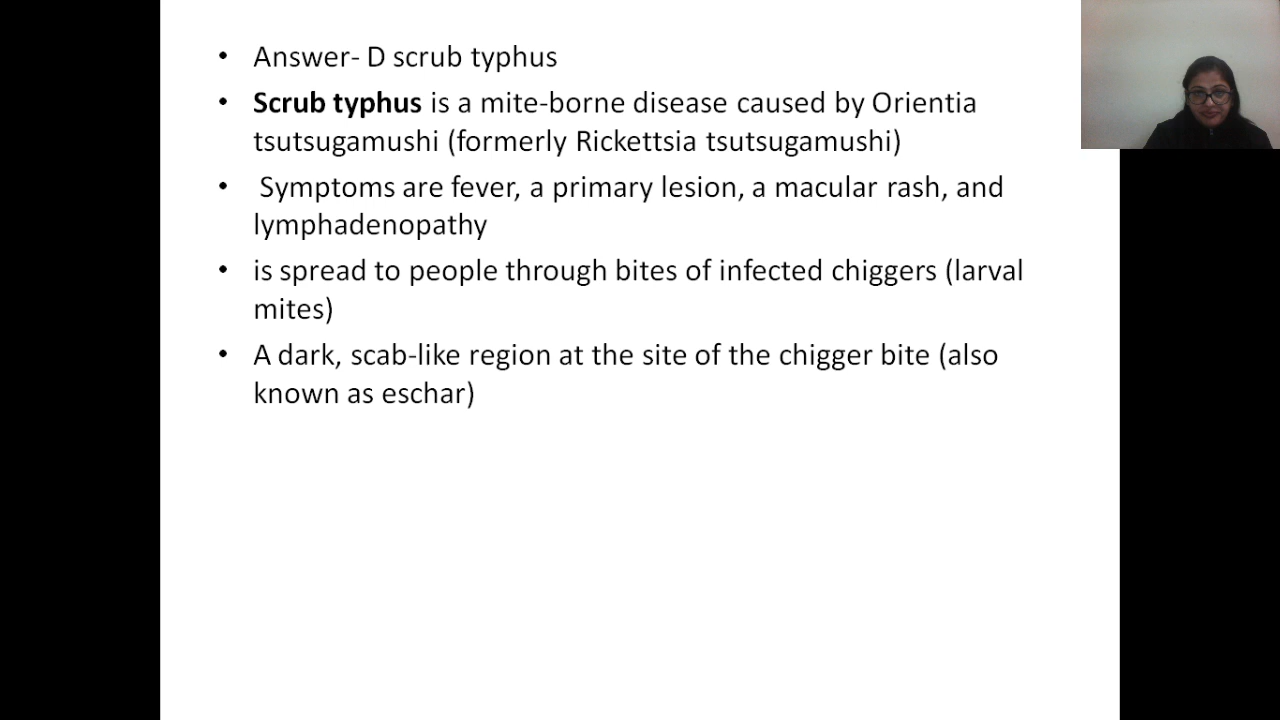 • Answer- D scrub typhus
• Scrub typhus is a mite-borne disease caused by Orientia
tsutsugamushi (formerly Rickettsia tsutsugamushi)
• Symptoms are fever, a primary lesion, a macular rash, and
lymphadenopathy
• is spread to people through bites of infected chiggers (larval
mites)
• A dark, scab-like region at the site of the chigger bite (also
known as eschar)